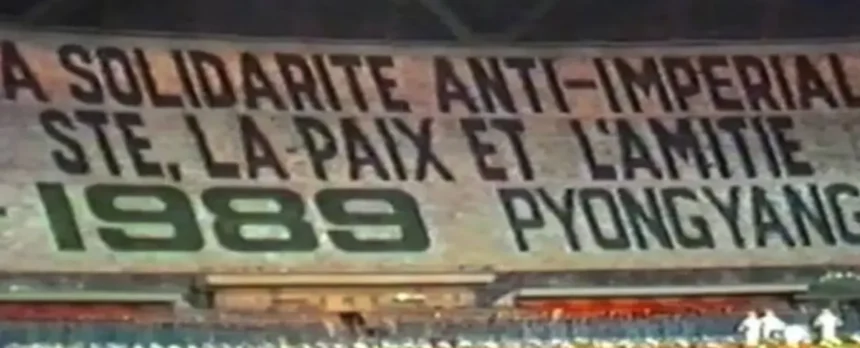 A SOLIDARITE ANTI-IMPERIAL
STE, LA PAIX ET L'AMITIE
- 1989 PYONGYANG